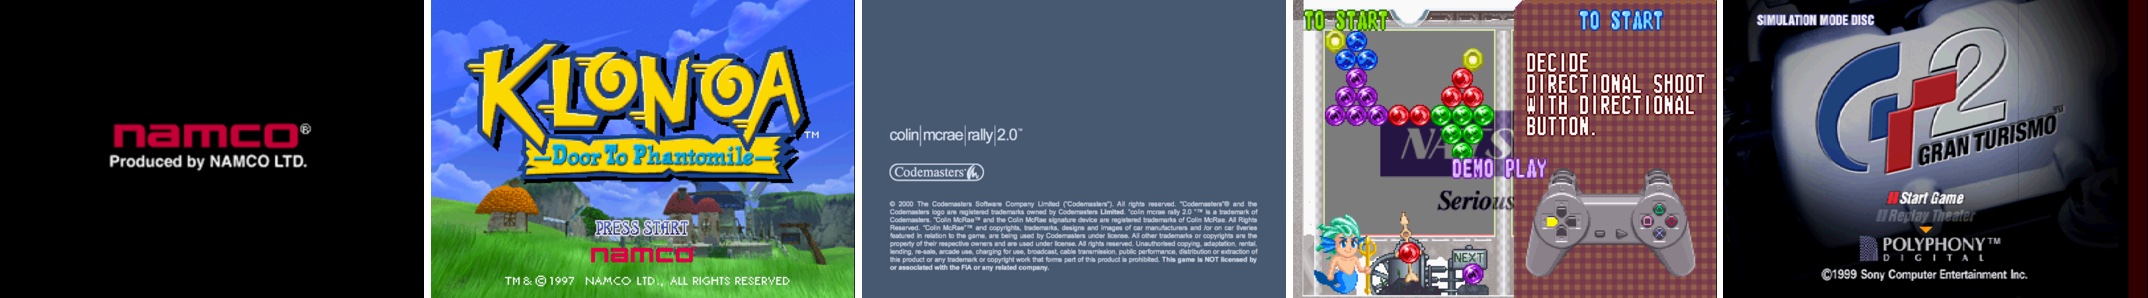 namco®
Produced by NAMCO LTD.
KLONOA
Door To Phantomile
TM
PRESS START
namco
TM & © 1997 NAMCO LTD., ALL RIGHTS RESERVED
colin|mcrae|rally|2.0™
Codemasters
© 2000 The Codemasters Software Company Limited ("Codemasters"). All rights reserved. "Codemasters"® and the
Codemasters logo are registered trademarks owned by Codemasters Limited. "colin mcrae rally 2.0 "™ is a trademark of
Codemasters. "Colin McRae"™ and the Colin McRae signature device are registered trademarks of Colin McRae. All Rights
Reserved. "Colin McRae"™ and copyrights, trademarks, designs and images of car manufacturers and /or on car liveries
featured in relation to the game, are being used by Codemasters under license. All other trademarks or copyrights are the
property of their respective owners and are used under license. All rights reserved. Unauthorised copying, adaptation, rental,
lending, re-sale, arcade use, charging for use, broadcast, cable transmission, public performance, distribution or extraction of
this product or any trademark or copyright work that forms part of this product is prohibited. This game is NOT licensed by
or associated with the FIA or any related company.
TO START
TO START
DECIDE
DIRECTIONAL SHOOT
WITH DIRECTIONAL
BUTTON.
DEMO PLAY
Serious
NEXT
SIMULATION MODE DISC
GT2
GRAN TURISMO™
Start Game
Replay Theater
POLYPHONY™
DIGITAL
©1999 Sony Computer Entertainment Inc.